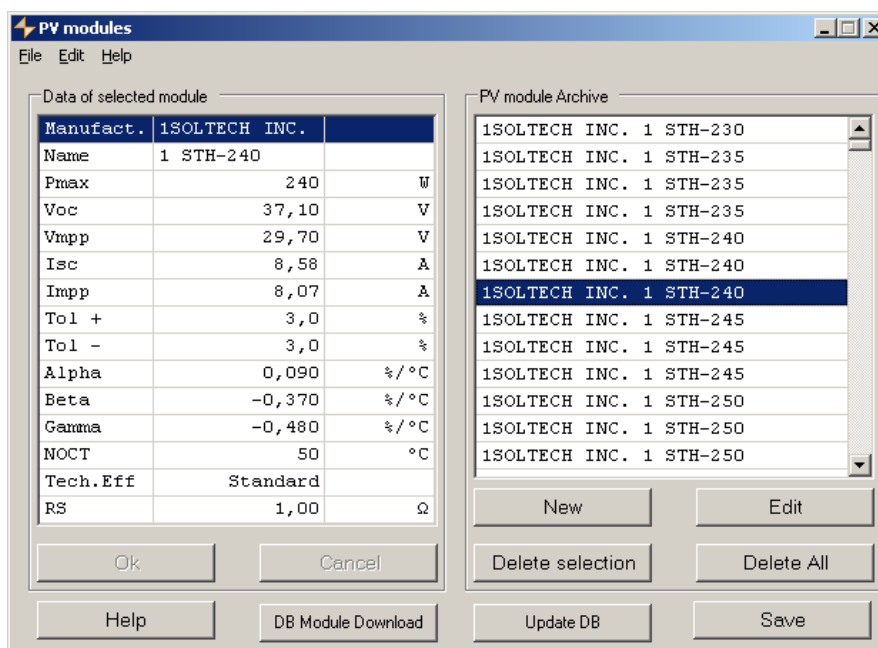 PV modules
File Edit Help
Data of selected module
Manufact. 1SOLTECH INC.
Name 1 STH-240
Pmax 240 W
Voc 37,10 V
Vmpp 29,70 V
Isc 8,58 A
Impp 8,07 A
Tol + 3,0 %
Tol - 3,0 %
Alpha 0,090 %/°C
Beta -0,370 %/°C
Gamma -0,480 %/°C
NOCT 50 °C
Tech.Eff Standard
RS 1,00 Ω
Ok Cancel
PV module Archive
1SOLTECH INC. 1 STH-230
1SOLTECH INC. 1 STH-235
1SOLTECH INC. 1 STH-235
1SOLTECH INC. 1 STH-235
1SOLTECH INC. 1 STH-240
1SOLTECH INC. 1 STH-240
1SOLTECH INC. 1 STH-240
1SOLTECH INC. 1 STH-245
1SOLTECH INC. 1 STH-245
1SOLTECH INC. 1 STH-245
1SOLTECH INC. 1 STH-250
1SOLTECH INC. 1 STH-250
1SOLTECH INC. 1 STH-250
New Edit
Delete selection Delete All
Help DB Module Download Update DB Save